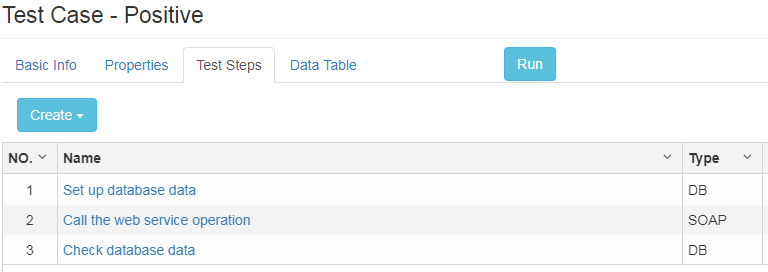 Test Case - Positive
Basic Info Properties Test Steps Data Table Run
Create
NO. Name Type
1 Set up database data DB
2 Call the web service operation SOAP
3 Check database data DB